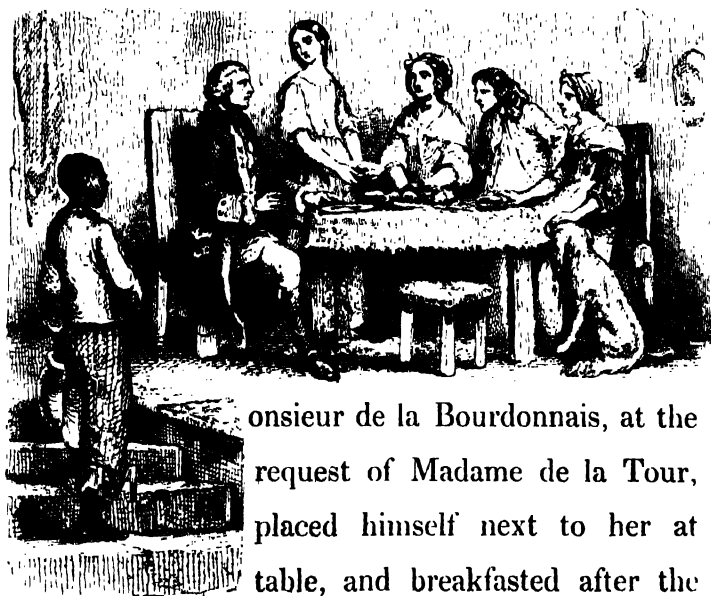 onsieur de la Bourdonnais, at the
request of Madame de la Tour,
placed himself next to her at
table, and breakfasted after the